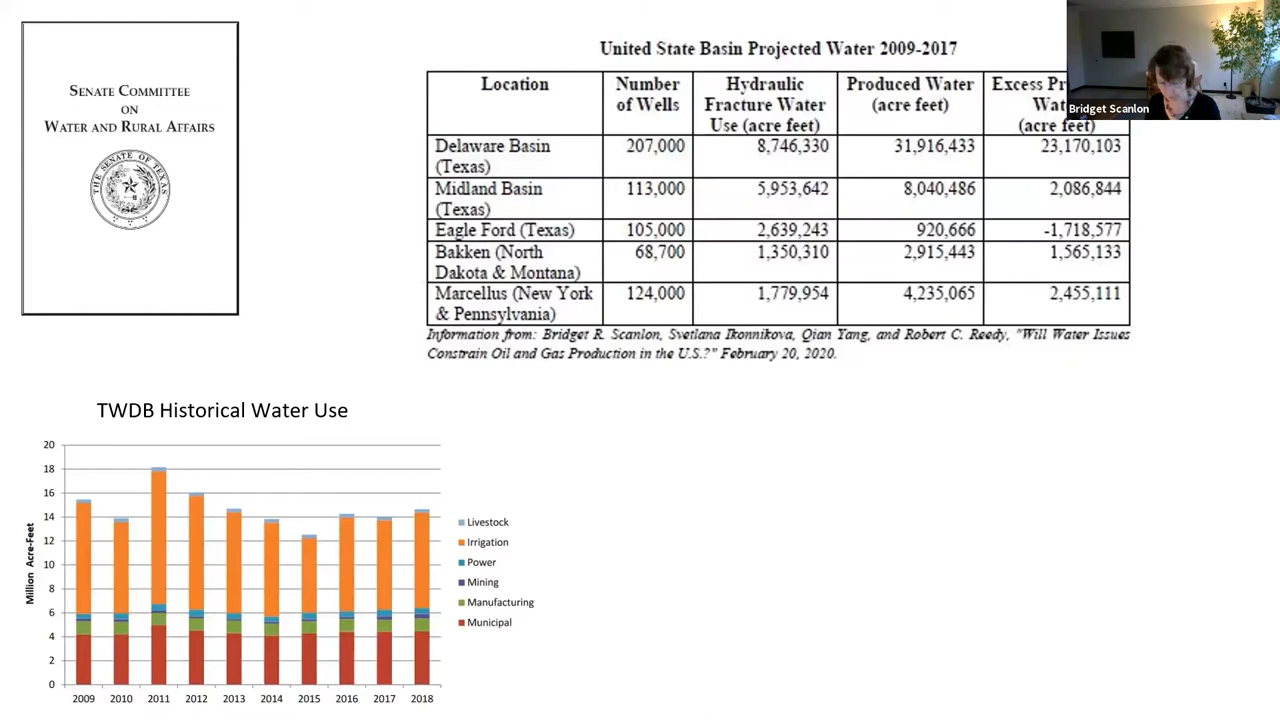 SENATE COMMITTEE
ON
WATER AND RURAL AFFAIRS
THE SENATE OF TEXAS
United State Basin Projected Water 2009-2017
Location
Number
of Wells
Hydraulic
Fracture Water
Use (acre feet)
Produced Water
(acre feet)
Excess
(acre feet)
Bridget Scanlon
Delaware Basin
(Texas)
207,000
8,746,330
31,916,433
23,170,103
Midland Basin
(Texas)
113,000
5,953,642
8,040,486
2,086,844
Eagle Ford (Texas)
105,000
2,639,243
920,666
-1,718,577
Bakken (North
Dakota & Montana)
68,700
1,350,310
2,915,443
1,565,133
Marcellus (New York
& Pennsylvania)
124,000
1,779,954
4,235,065
2,455,111
Information from: Bridget R. Scanlon, Svetlana Ikonnikova, Qian Yang, and Robert C. Reedy, "Will Water Issues
Constrain Oil and Gas Production in the U.S.?" February 20, 2020.
TWDB Historical Water Use
Million Acre-Feet
20
18
16
14
12
10
8
6
4
2
0
2009 2010 2011 2012 2013 2014 2015 2016 2017 2018
Livestock
Irrigation
Power
Mining
Manufacturing
Municipal